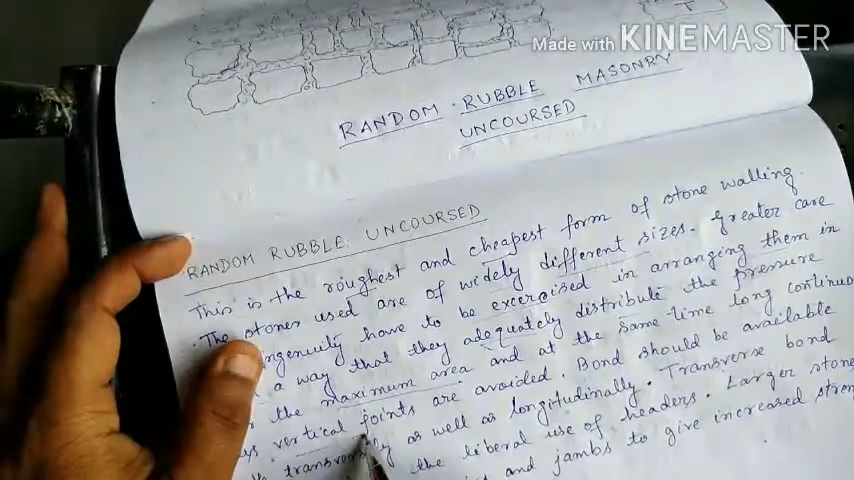 T
Made with KINEMASTER
RANDOM RUBBLE MASONRY
UNCOURSED
RANDOM RUBBLE UNCOURSED
This is the roughest and cheapest form of stone walling.
The stones used are of widely different sizes. Greater care
ingenuity have to be excercised in arranging them in
a way that they adequately distribute the pressure
the maximum area and at the same time long continuous
vertical joints are avoided. Bond should be available
transversely as well as longitudinally. Transverse bond
the liberal use of headers. Larger stones
and jambs to give increased